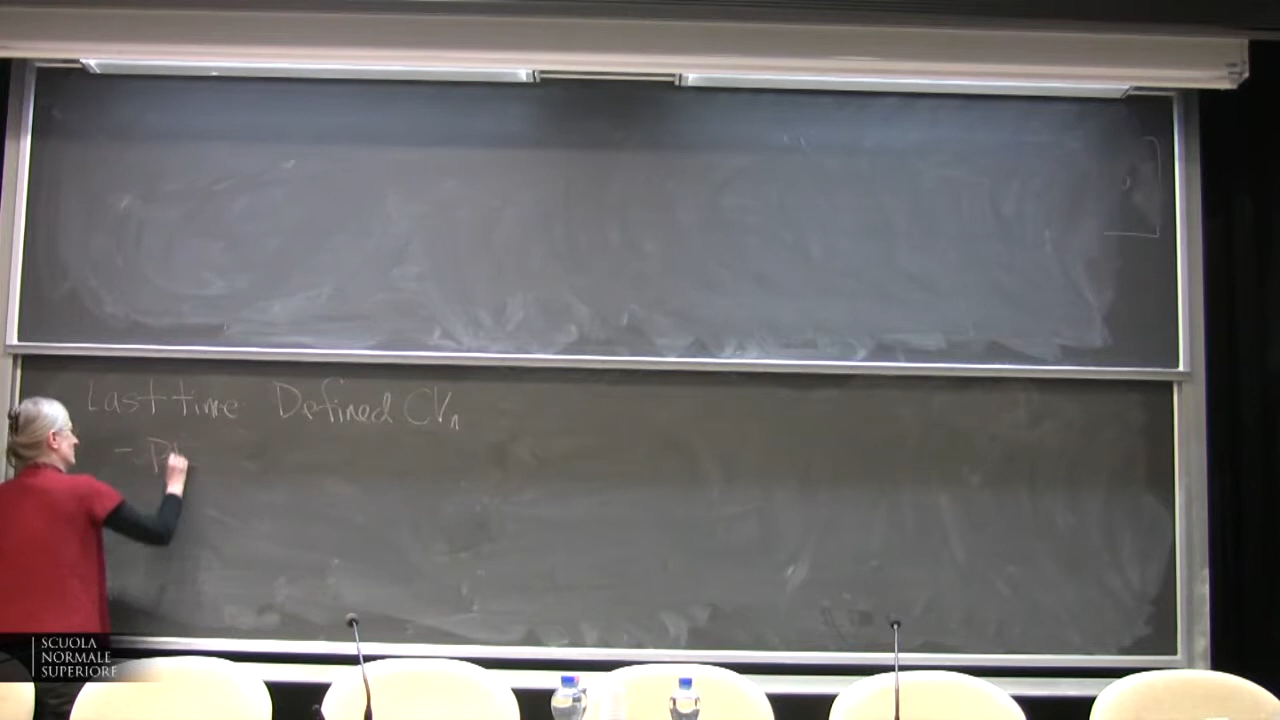 Last time Defined CVn
- P
SCUOLA
NORMALE
SUPERIORE